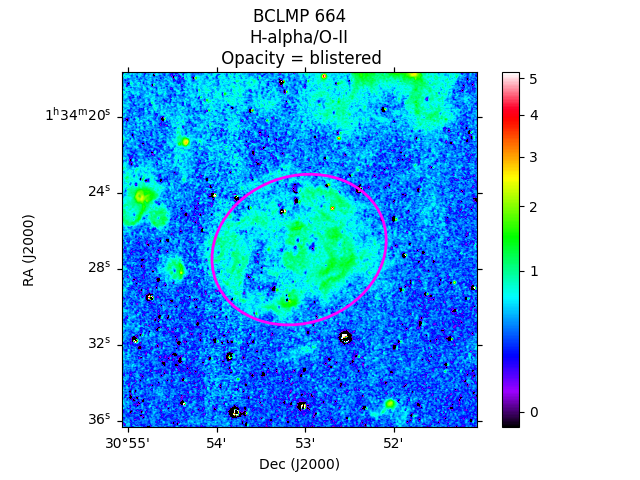 BCLMP 664
H-alpha/O-II
Opacity = blistered
1ʰ34ᵐ20ˢ
24ˢ
28ˢ
32ˢ
36ˢ
RA (J2000)
30°55' 54' 53' 52'
Dec (J2000)
5
4
3
2
1
0